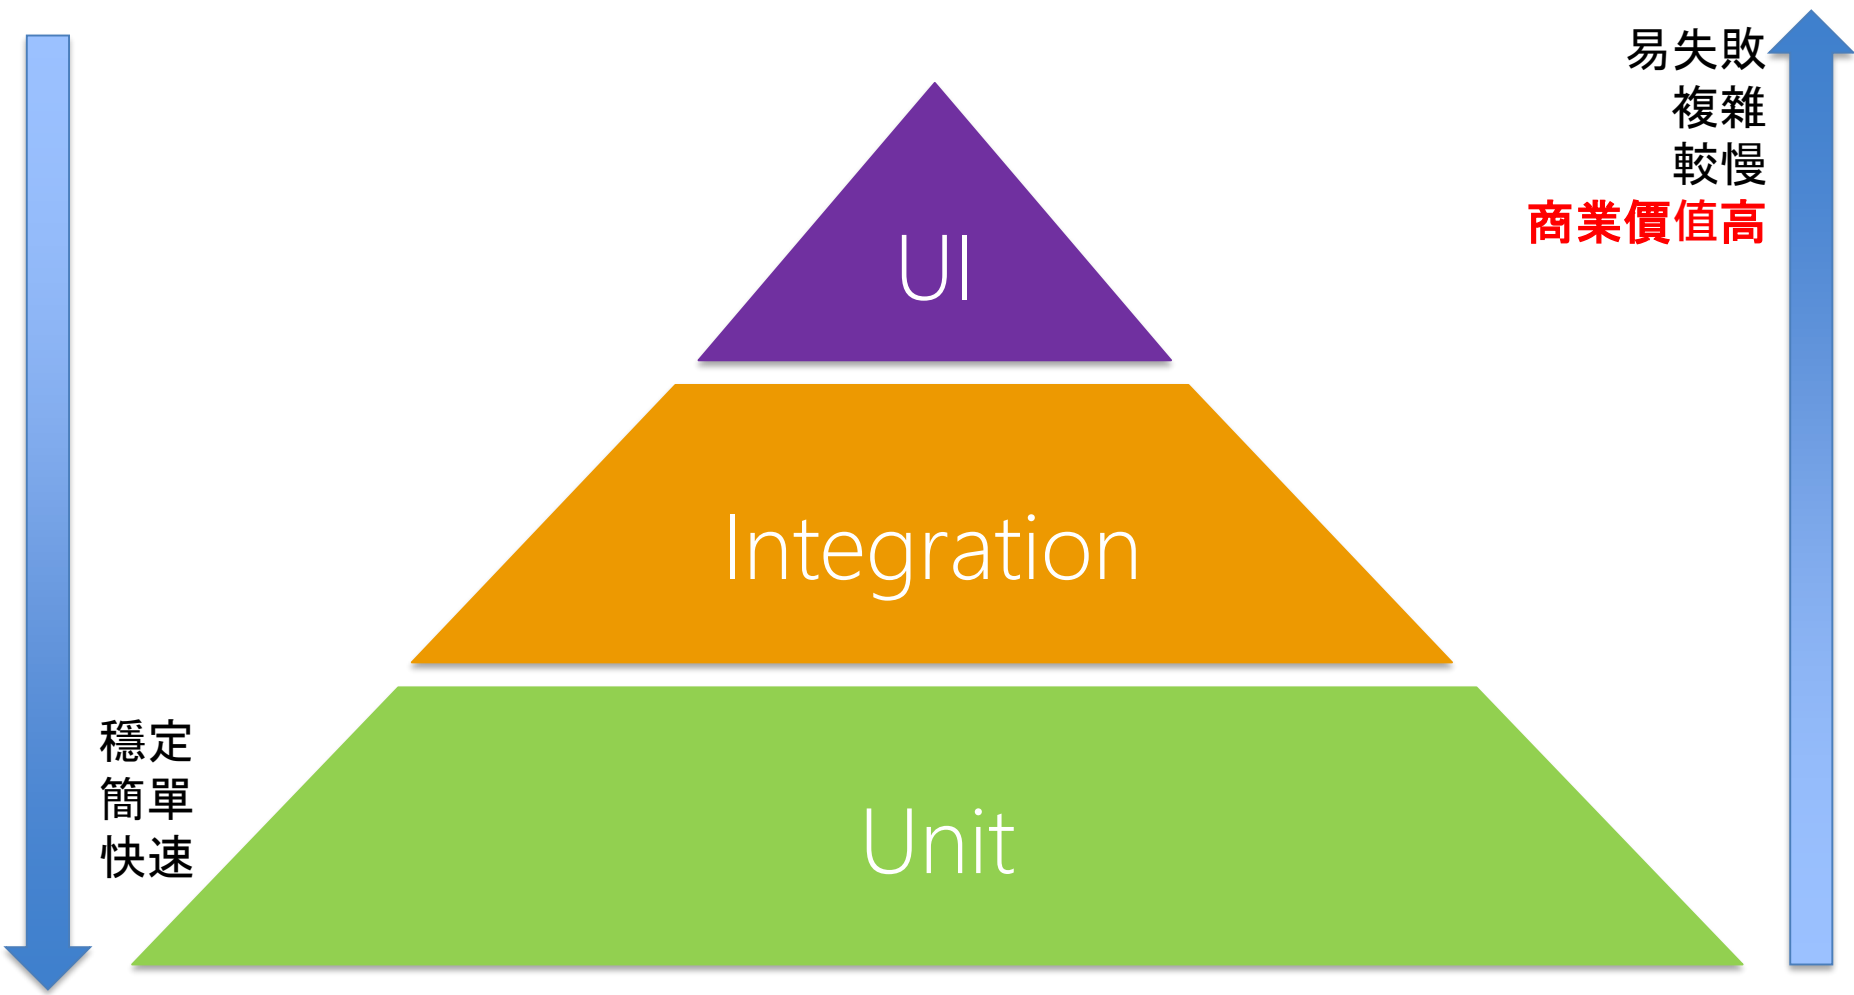 易失敗
複雜
較慢
商業價值高
UI
Integration
穩定
簡單
快速
Unit